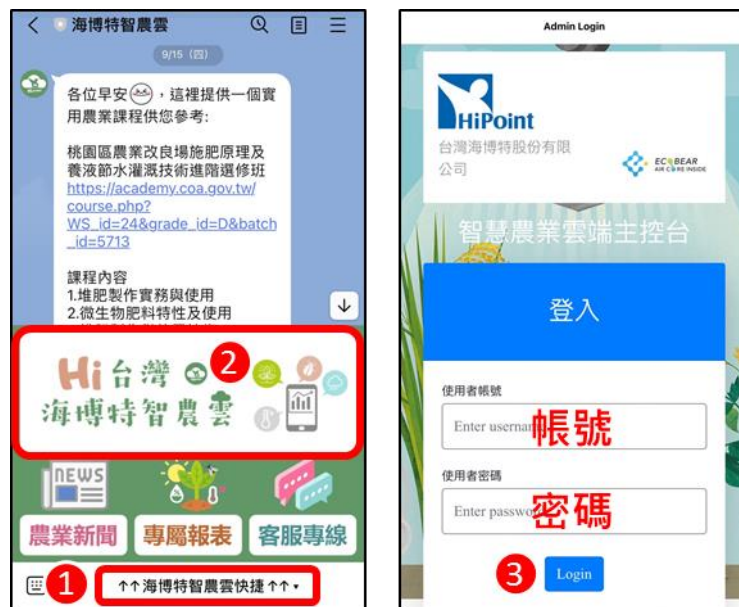 海博特智農雲
9/15 (四)
各位早安，這裡提供一個實
用農業課程供您參考:
桃園區農業改良場施肥原理及
養液節水灌溉技術進階選修班
https://academy.coa.gov.tw/
course.php?
WS_id=24&grade_id=D&batch
_id=5713
課程內容
1.堆肥製作實務與使用
2.微生物肥料特性及使用
Hi台灣
海博特智農雲
2
NEWS
農業新聞
專屬報表
客服專線
1
↑↑海博特智農雲快捷↑↑▾
Admin Login
HiPoint
台灣海博特股份有限
公司
ECOBEAR
AIR CORE INSIDE
智慧農業雲端主控台
登入
使用者帳號
Enter username
帳號
使用者密碼
Enter password
密碼
3
Login